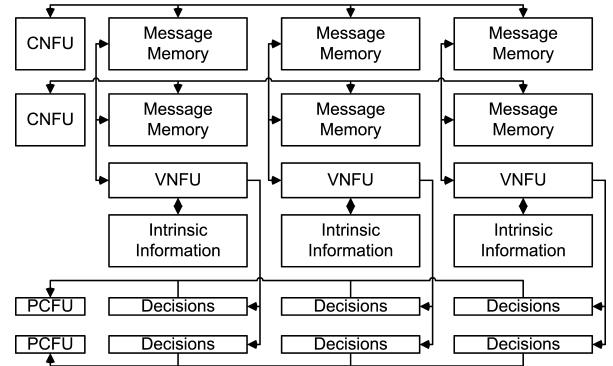 CNFU
Message
Memory
Message
Memory
Message
Memory
CNFU
Message
Memory
Message
Memory
Message
Memory
VNFU
VNFU
VNFU
Intrinsic
Information
Intrinsic
Information
Intrinsic
Information
PCFU
Decisions
Decisions
Decisions
PCFU
Decisions
Decisions
Decisions